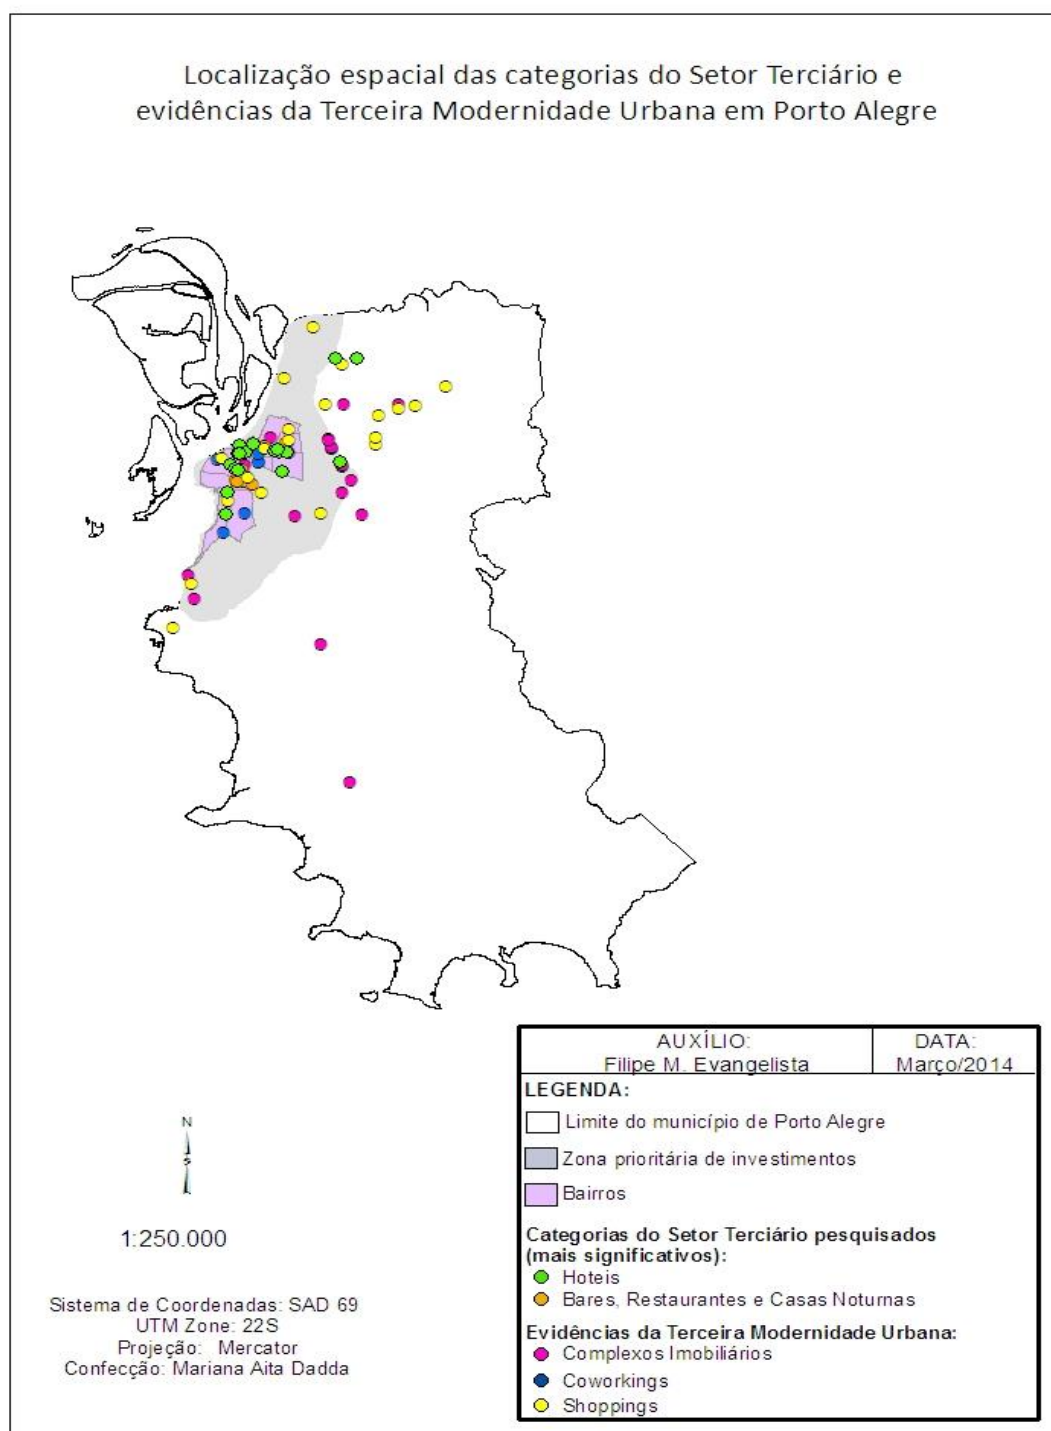 Localização espacial das categorias do Setor Terciário e
evidências da Terceira Modernidade Urbana em Porto Alegre
AUXÍLIO:
Filipe M. Evangelista
DATA:
Março/2014
LEGENDA:
Limite do município de Porto Alegre
Zona prioritária de investimentos
Bairros
Categorias do Setor Terciário pesquisados
(mais significativos):
Hoteis
Bares, Restaurantes e Casas Noturnas
Evidências da Terceira Modernidade Urbana:
Complexos Imobiliários
Coworkings
Shoppings
N
S
1:250.000
Sistema de Coordenadas: SAD 69
UTM Zone: 22S
Projeção: Mercator
Confecção: Mariana Aita Dadda